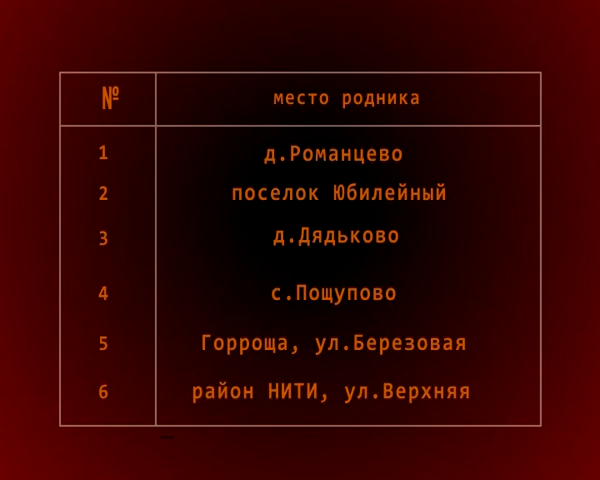 № место родника
1 д.Романцево
2 поселок Юбилейный
3 д.Дядьково
4 с.Пощупово
5 Горроща, ул.Березовая
6 район НИТИ, ул.Верхняя